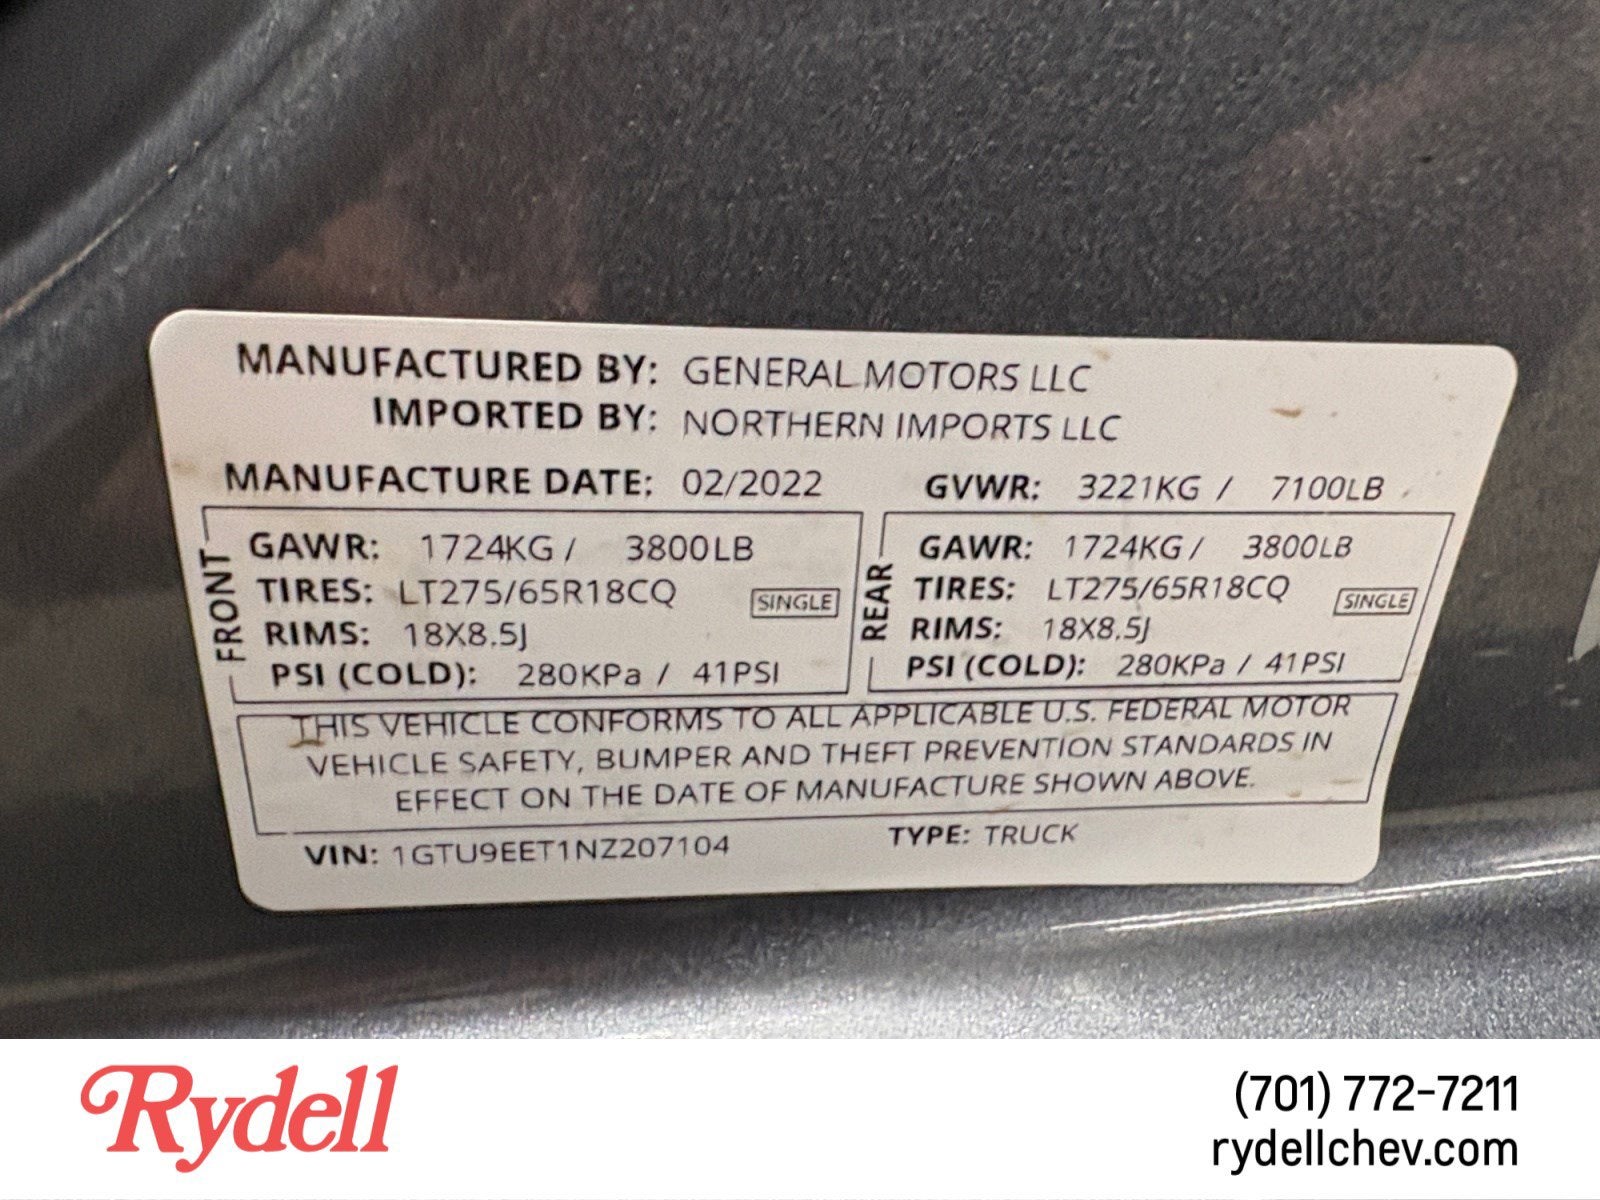 MANUFACTURED BY: GENERAL MOTORS LLC
IMPORTED BY: NORTHERN IMPORTS LLC
MANUFACTURE DATE: 02/2022 GVWR: 3221KG / 7100LB
FRONT
GAWR: 1724KG / 3800LB
TIRES: LT275/65R18CQ SINGLE
RIMS: 18X8.5J
PSI (COLD): 280KPa / 41PSI
REAR
GAWR: 1724KG / 3800LB
TIRES: LT275/65R18CQ SINGLE
RIMS: 18X8.5J
PSI (COLD): 280KPa / 41PSI
THIS VEHICLE CONFORMS TO ALL APPLICABLE U.S. FEDERAL MOTOR
VEHICLE SAFETY, BUMPER AND THEFT PREVENTION STANDARDS IN
EFFECT ON THE DATE OF MANUFACTURE SHOWN ABOVE.
VIN: 1GTU9EET1NZ207104 TYPE: TRUCK
Rydell
(701) 772-7211
rydellchev.com